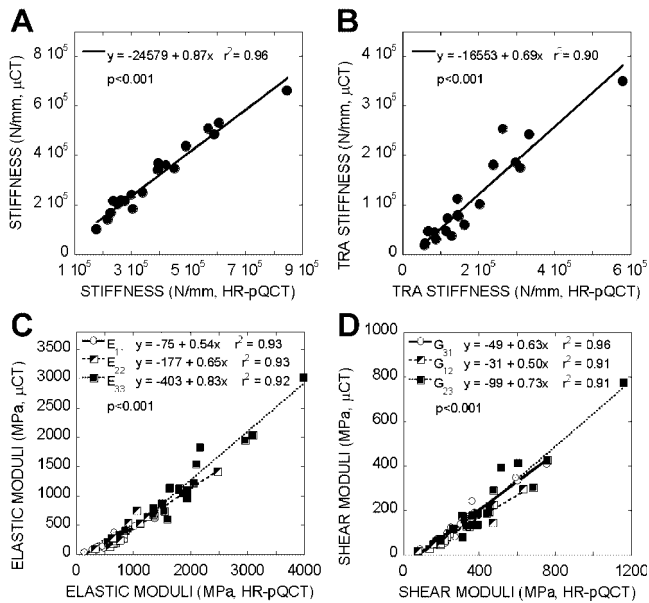 A
y = -24579 + 0.87x r² = 0.96
p<0.001
STIFFNESS (N/mm, µCT)
8 10⁵
6 10⁵
4 10⁵
2 10⁵
0
1 10⁵ 3 10⁵ 5 10⁵ 7 10⁵ 9 10⁵
STIFFNESS (N/mm, HR-pQCT)
B
y = -16553 + 0.69x r² = 0.90
p<0.001
TRA STIFFNESS (N/mm, µCT)
4 10⁵
3 10⁵
2 10⁵
1 10⁵
0
0 2 10⁵ 4 10⁵ 6 10⁵
TRA STIFFNESS (N/mm, HR-pQCT)
C
E₁₁ y = -75 + 0.54x r² = 0.93
E₂₂ y = -177 + 0.65x r² = 0.93
E₃₃ y = -403 + 0.83x r² = 0.92
p<0.001
ELASTIC MODULI (MPa, µCT)
3500
3000
2500
2000
1500
1000
500
0
0 1000 2000 3000 4000
ELASTIC MODULI (MPa, HR-pQCT)
D
G₃₁ y = -49 + 0.63x r² = 0.96
G₁₂ y = -31 + 0.50x r² = 0.91
G₂₃ y = -99 + 0.73x r² = 0.91
p<0.001
SHEAR MODULI (MPa, µCT)
1000
800
600
400
200
0
0 400 800 1200
SHEAR MODULI (MPa, HR-pQCT)